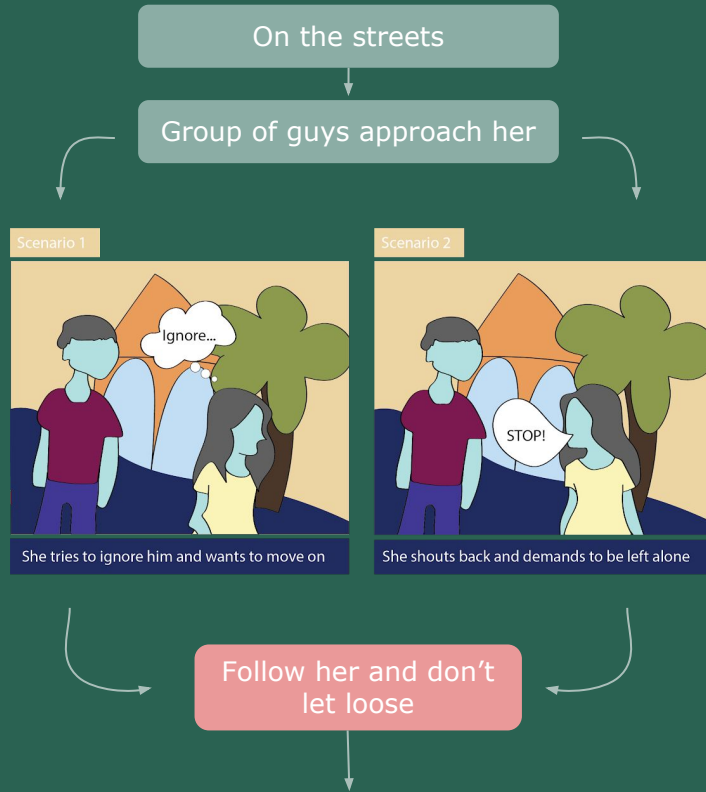 On the streets
Group of guys approach her
Scenario 1
Ignore...
She tries to ignore him and wants to move on
Scenario 2
STOP!
She shouts back and demands to be left alone
Follow her and don't
let loose